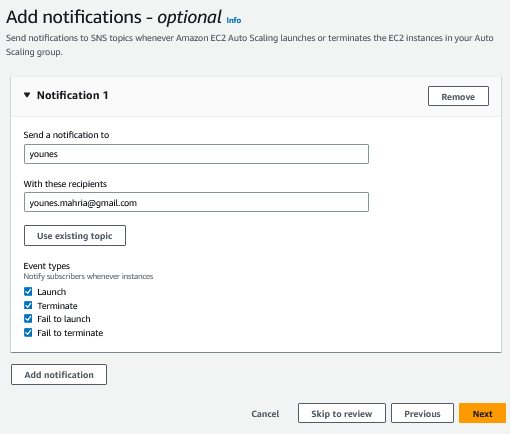 Add notifications - optional Info
Send notifications to SNS topics whenever Amazon EC2 Auto Scaling launches or terminates the EC2 instances in your Auto
Scaling group.
Notification 1
Remove
Send a notification to
younes
With these recipients
younes.mahria@gmail.com
Use existing topic
Event types
Notify subscribers whenever instances
Launch
Terminate
Fail to launch
Fail to terminate
Add notification
Cancel
Skip to review
Previous
Next